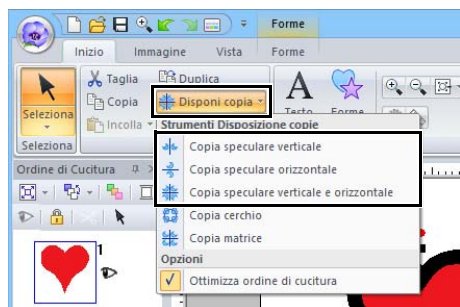 Forme
Inizio Immagine Vista Forme
Taglia Duplica
Copia Disponi copia
Seleziona Incolla Testo Forme
Seleziona Strumenti Disposizione copie
Copia speculare verticale
Ordine di Cucitura
Copia speculare orizzontale
Copia speculare verticale e orizzontale
Copia cerchio
Copia matrice
1
Opzioni
Ottimizza ordine di cucitura